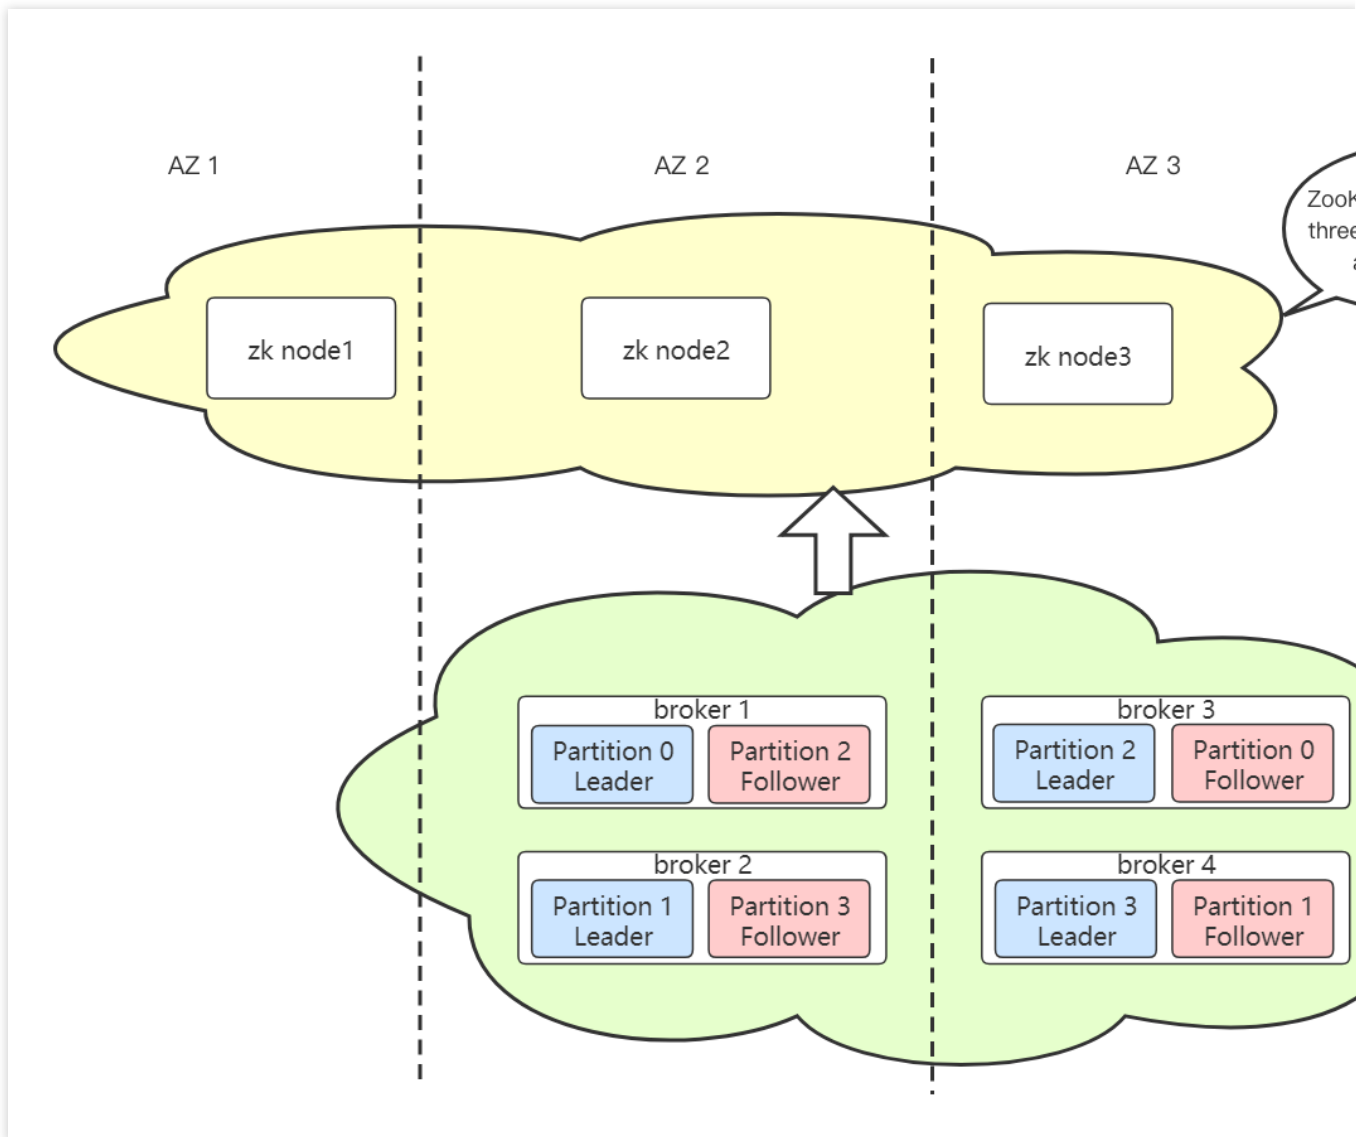 AZ 1
AZ 2
AZ 3
three
zk node1
zk node2
zk node3
broker 1
Partition 0
Leader
Partition 2
Follower
broker 3
Partition 2
Leader
Partition 0
Follower
broker 2
Partition 1
Leader
Partition 3
Follower
broker 4
Partition 3
Leader
Partition 1
Follower